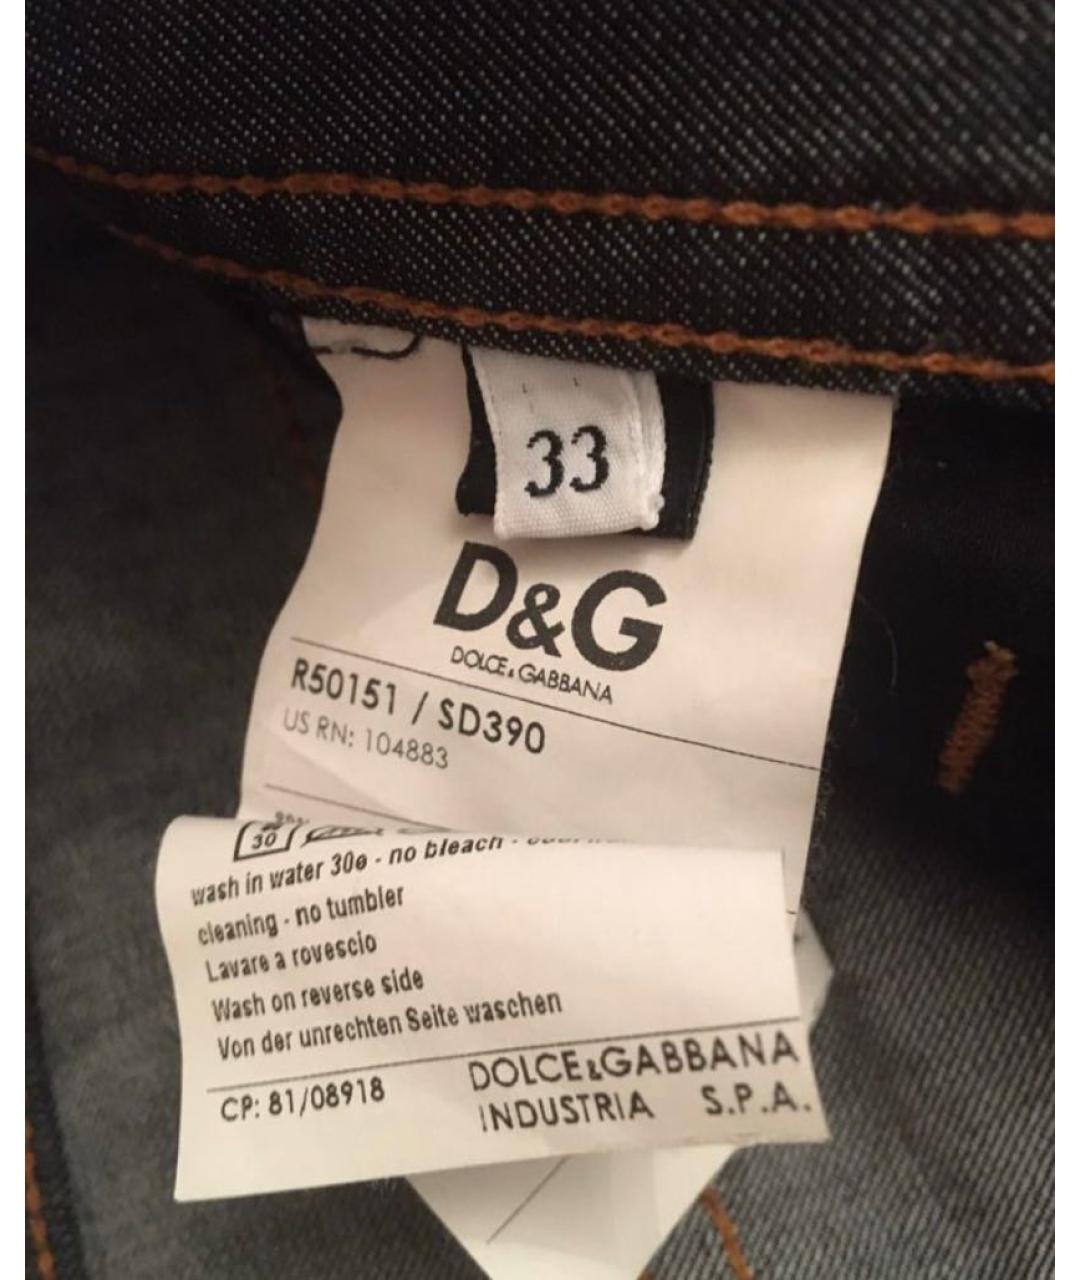 33
D&G
DOLCE & GABBANA
R50151 / SD390
US RN: 104883
30
wash in water 30ø - no bleach -
cleaning - no tumbler
Lavare a rovescio
Wash on reverse side
Von der unrechten Seite waschen
CP: 81/08918
DOLCE&GABBANA
INDUSTRIA S.P.A.